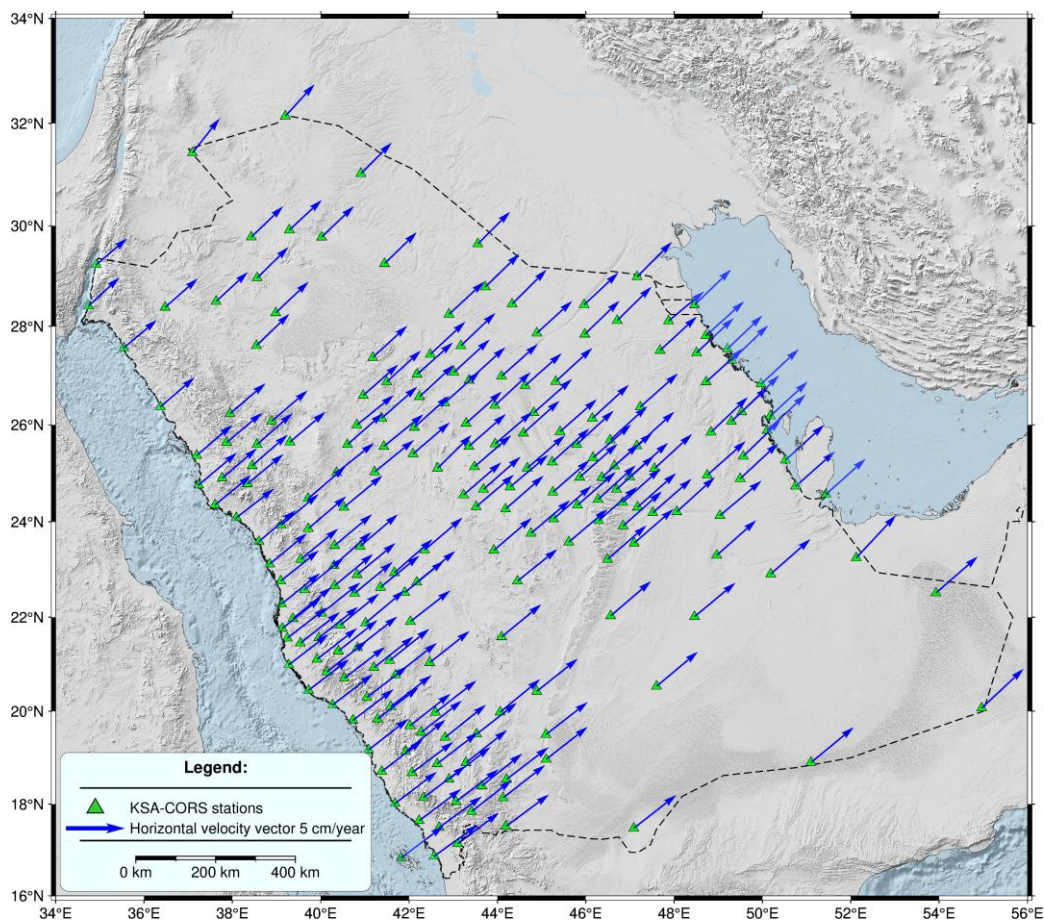 34°N
32°N
30°N
28°N
26°N
24°N
22°N
20°N
18°N
16°N
Legend:
KSA-CORS stations
Horizontal velocity vector 5 cm/year
0 km 200 km 400 km
34°E 36°E 38°E 40°E 42°E 44°E 46°E 48°E 50°E 52°E 54°E 56°E